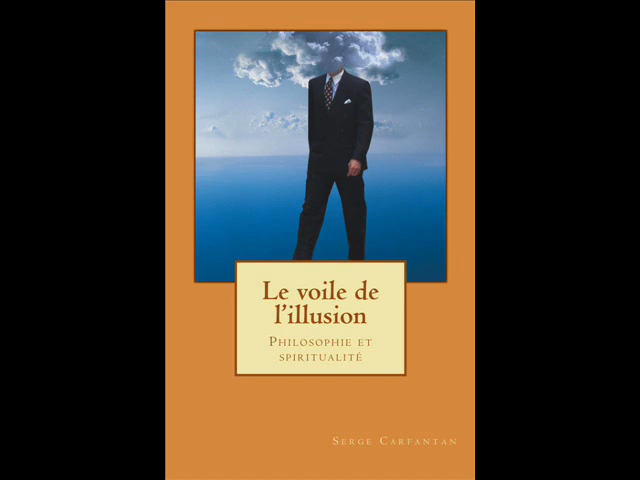 Le voile de
l'illusion
Philosophie et
spiritualité
Serge Carfantan